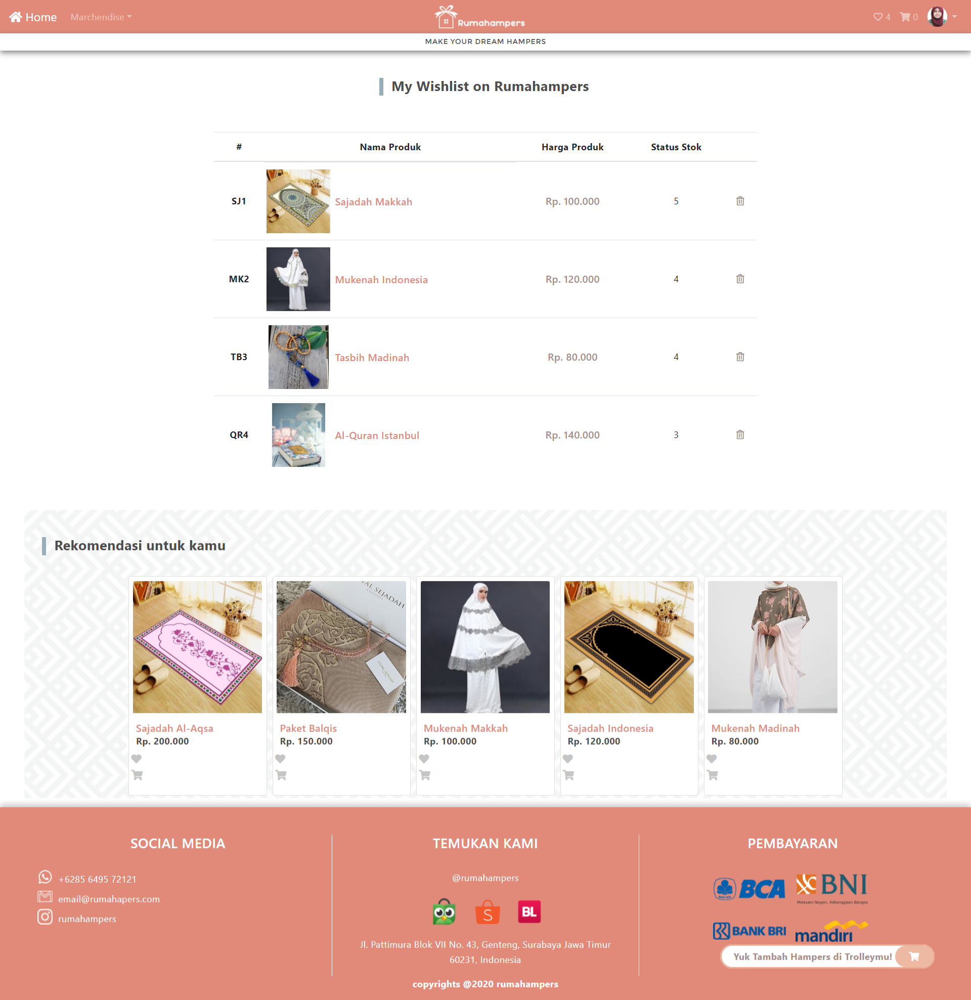 Home
Marchendise
Rumahampers
4
0
MAKE YOUR DREAM HAMPERS
My Wishlist on Rumahampers
# Nama Produk Harga Produk Status Stok
SJ1 Sajadah Makkah Rp. 100.000 5
MK2 Mukenah Indonesia Rp. 120.000 4
TB3 Tasbih Madinah Rp. 80.000 4
QR4 Al-Quran Istanbul Rp. 140.000 3
Rekomendasi untuk kamu
SEJADAH
LONDON
Sajadah Al-Aqsa
Rp. 200.000
Paket Balqis
Rp. 150.000
Mukenah Makkah
Rp. 100.000
Sajadah Indonesia
Rp. 120.000
Mukenah Madinah
Rp. 80.000
SOCIAL MEDIA
+6285 6495 72121
email@rumahapers.com
rumahampers
TEMUKAN KAMI
@rumahampers
S
BL
Jl. Pattimura Blok VII No. 43, Genteng, Surabaya Jawa Timur
60231, Indonesia
PEMBAYARAN
BCA
BNI
Melayani Negeri, Kebanggaan Bangsa
BANK BRI
mandiri
Yuk Tambah Hampers di Trolleymu!
copyrights @2020 rumahampers